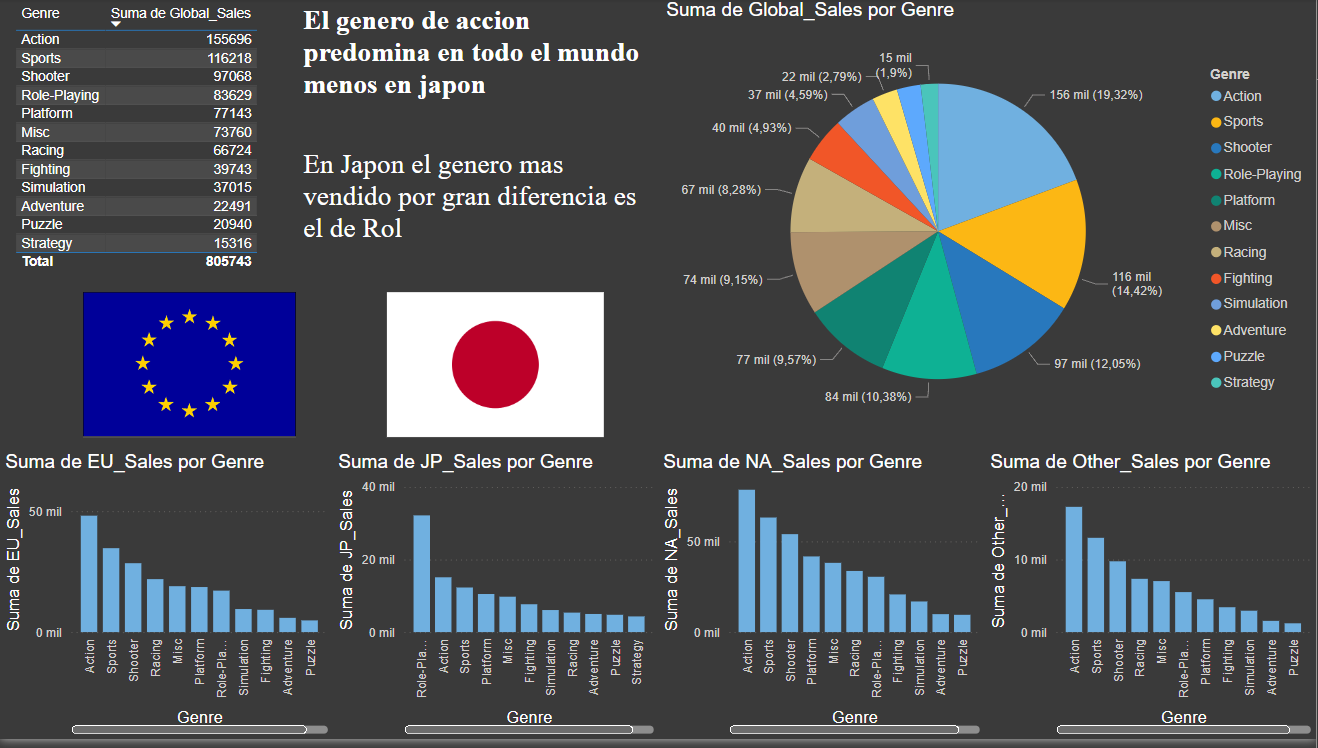 Genre Suma de Global_Sales
Action 155696
Sports 116218
Shooter 97068
Role-Playing 83629
Platform 77143
Misc 73760
Racing 66724
Fighting 39743
Simulation 37015
Adventure 22491
Puzzle 20940
Strategy 15316
Total 805743
El genero de accion
predomina en todo el mundo
menos en japon
En Japon el genero mas
vendido por gran diferencia es
el de Rol
Suma de Global_Sales por Genre
15 mil
(1,9%)
22 mil (2,79%)
37 mil (4,59%)
40 mil (4,93%)
67 mil (8,28%)
74 mil (9,15%)
77 mil (9,57%)
84 mil (10,38%)
97 mil (12,05%)
116 mil
(14,42%)
156 mil (19,32%)
Genre
Action
Sports
Shooter
Role-Playing
Platform
Misc
Racing
Fighting
Simulation
Adventure
Puzzle
Strategy
Suma de EU_Sales por Genre
Suma de EU_Sales
50 mil
0 mil
Action
Sports
Shooter
Racing
Misc
Platform
Role-Pla...
Simulation
Fighting
Adventure
Puzzle
Genre
Suma de JP_Sales por Genre
Suma de JP_Sales
40 mil
20 mil
0 mil
Role-Pla...
Action
Sports
Platform
Misc
Fighting
Simulation
Racing
Adventure
Puzzle
Strategy
Genre
Suma de NA_Sales por Genre
Suma de NA_Sales
50 mil
0 mil
Action
Sports
Shooter
Platform
Misc
Racing
Role-Pla...
Fighting
Simulation
Adventure
Puzzle
Genre
Suma de Other_Sales por Genre
Suma de Other_...
20 mil
10 mil
0 mil
Action
Sports
Shooter
Racing
Misc
Role-Pla...
Platform
Fighting
Simulation
Adventure
Puzzle
Genre